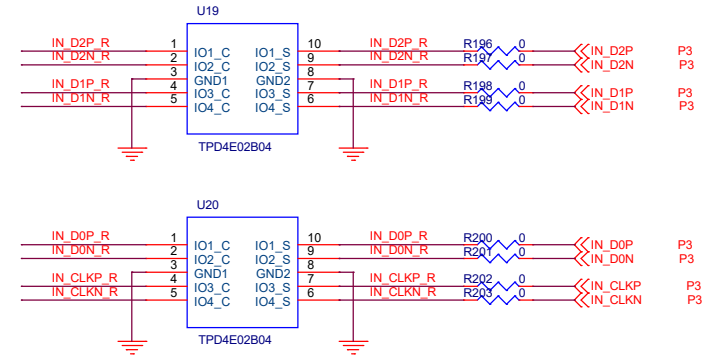 U19
IN_D2P_R 1 IO1_C IO1_S 10 IN_D2P_R R196 0 IN_D2P P3
IN_D2N_R 2 IO2_C IO2_S 9 IN_D2N_R R197 0 IN_D2N P3
3 GND1 GND2 8
IN_D1P_R 4 IO3_C IO3_S 7 IN_D1P_R R198 0 IN_D1P P3
IN_D1N_R 5 IO4_C IO4_S 6 IN_D1N_R R199 0 IN_D1N P3
TPD4E02B04
U20
IN_D0P_R 1 IO1_C IO1_S 10 IN_D0P_R R200 0 IN_D0P P3
IN_D0N_R 2 IO2_C IO2_S 9 IN_D0N_R R201 0 IN_D0N P3
3 GND1 GND2 8
IN_CLKP_R 4 IO3_C IO3_S 7 IN_CLKP_R R202 0 IN_CLKP P3
IN_CLKN_R 5 IO4_C IO4_S 6 IN_CLKN_R R203 0 IN_CLKN P3
TPD4E02B04